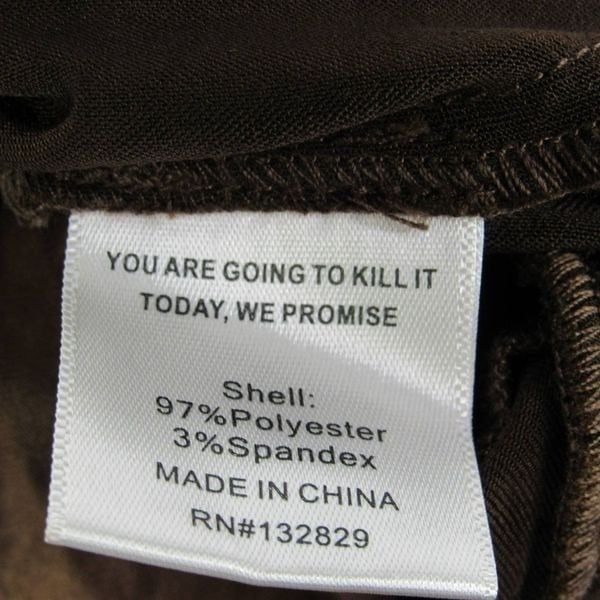 YOU ARE GOING TO KILL IT
TODAY, WE PROMISE
Shell:
97%Polyester
3%Spandex
MADE IN CHINA
RN#132829